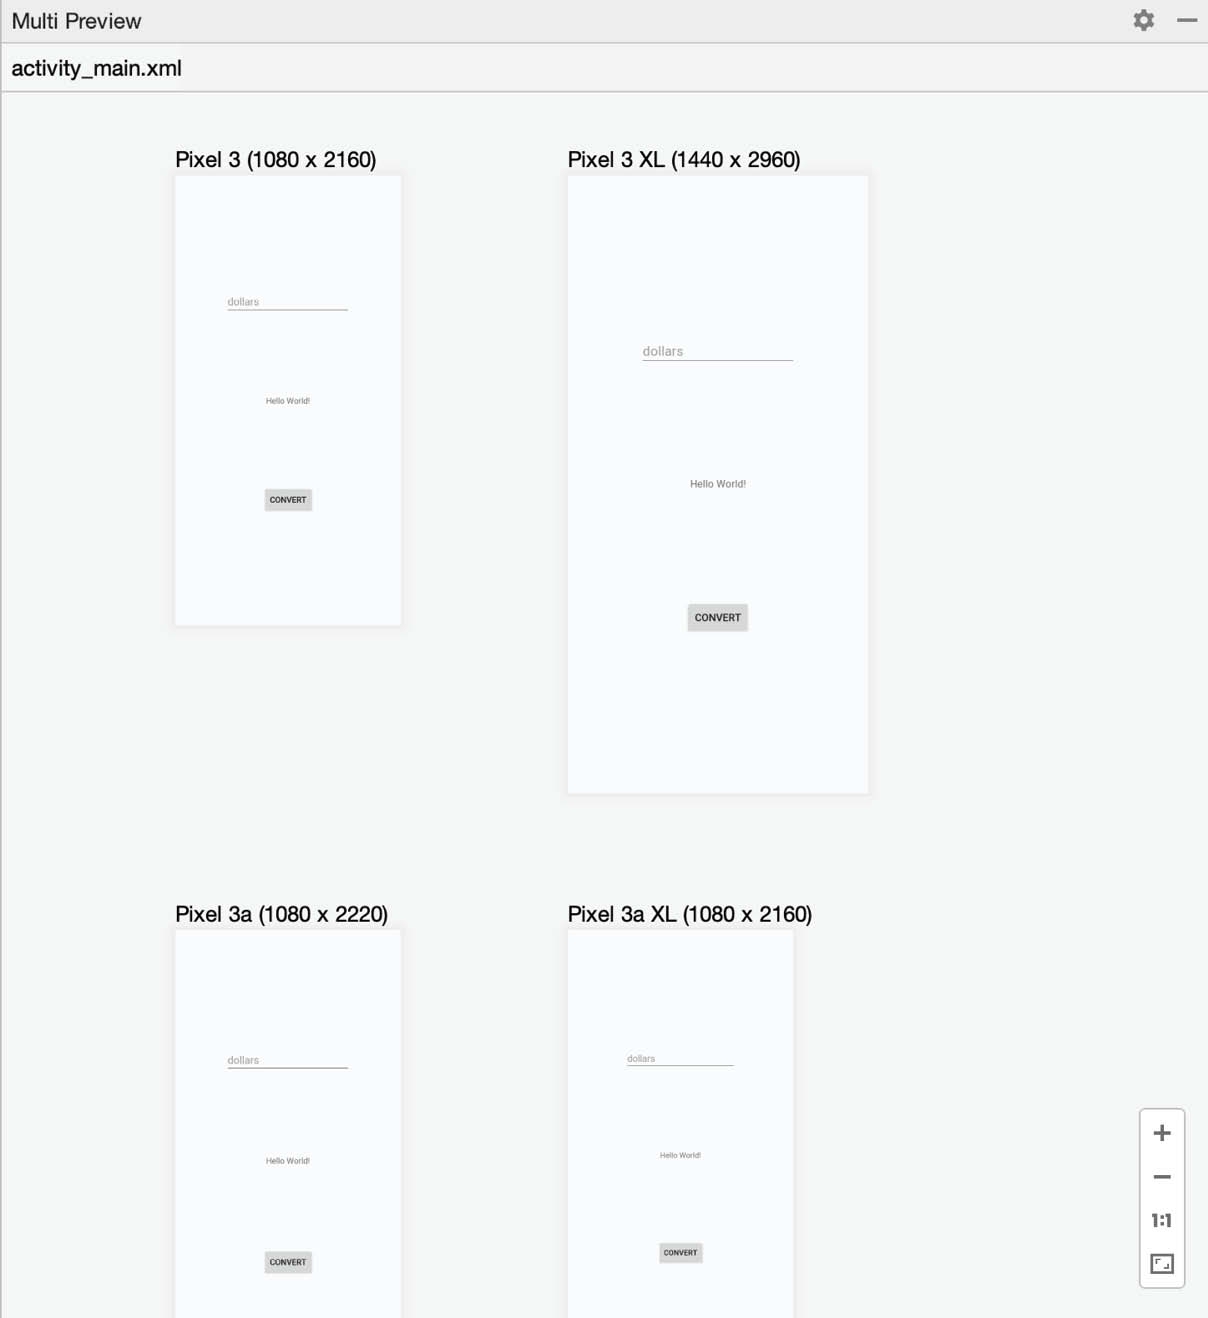 Multi Preview
activity_main.xml
Pixel 3 (1080 x 2160)
dollars
Hello World!
CONVERT
Pixel 3 XL (1440 x 2960)
dollars
Hello World!
CONVERT
Pixel 3a (1080 x 2220)
dollars
Hello World!
CONVERT
Pixel 3a XL (1080 x 2160)
dollars
Hello World!
CONVERT
1:1